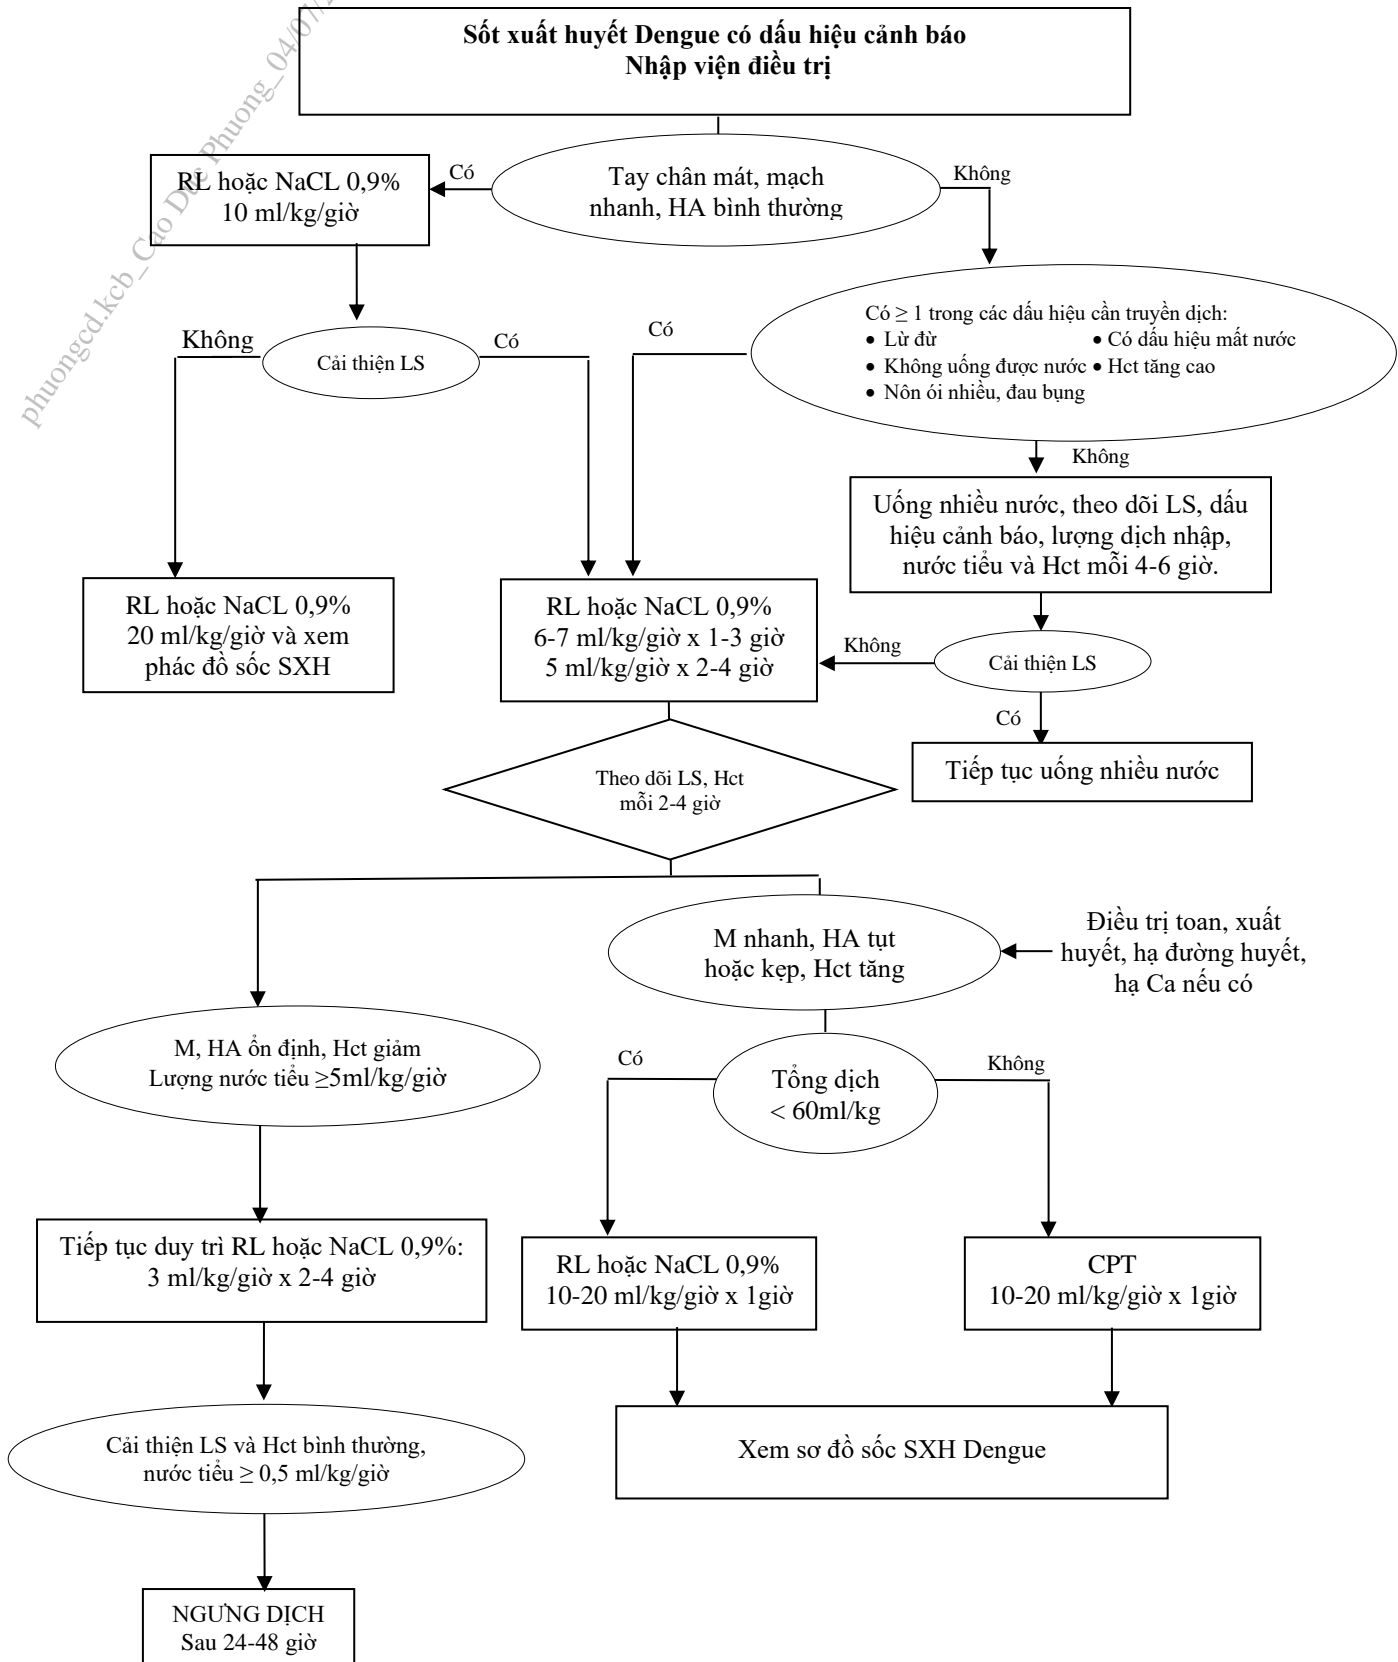 Sốt xuất huyết Dengue có dấu hiệu cảnh báo
Nhập viện điều trị
Tay chân mát, mạch
nhanh, HA bình thường
Có
Không
RL hoặc NaCL 0,9%
10 ml/kg/giờ
Có ≥ 1 trong các dấu hiệu cần truyền dịch:
• Lừ đừ
• Có dấu hiệu mất nước
• Không uống được nước
• Hct tăng cao
• Nôn ói nhiều, đau bụng
Có
Không
Cải thiện LS
Không
Có
Uống nhiều nước, theo dõi LS, dấu
hiệu cảnh báo, lượng dịch nhập,
nước tiểu và Hct mỗi 4-6 giờ.
RL hoặc NaCL 0,9%
20 ml/kg/giờ và xem
phác đồ sốc SXH
RL hoặc NaCL 0,9%
6-7 ml/kg/giờ x 1-3 giờ
5 ml/kg/giờ x 2-4 giờ
Không
Cải thiện LS
Có
Tiếp tục uống nhiều nước
Theo dõi LS, Hct
mỗi 2-4 giờ
M nhanh, HA tụt
hoặc kẹp, Hct tăng
Điều trị toan, xuất
huyết, hạ đường huyết,
hạ Ca nếu có
M, HA ổn định, Hct giảm
Lượng nước tiểu ≥5ml/kg/giờ
Có
Tổng dịch
< 60ml/kg
Không
Tiếp tục duy trì RL hoặc NaCL 0,9%:
3 ml/kg/giờ x 2-4 giờ
RL hoặc NaCL 0,9%
10-20 ml/kg/giờ x 1giờ
CPT
10-20 ml/kg/giờ x 1giờ
Cải thiện LS và Hct bình thường,
nước tiểu ≥ 0,5 ml/kg/giờ
Xem sơ đồ sốc SXH Dengue
NGƯNG DỊCH
Sau 24-48 giờ
phuongcd.kcb_Cao Duc Phuong_04/07/2